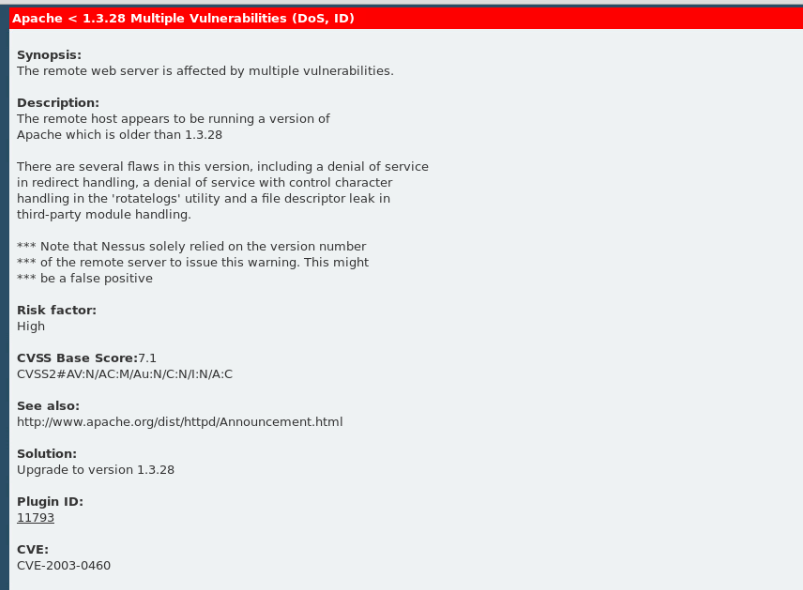 Apache < 1.3.28 Multiple Vulnerabilities (DoS, ID)
Synopsis:
The remote web server is affected by multiple vulnerabilities.
Description:
The remote host appears to be running a version of
Apache which is older than 1.3.28
There are several flaws in this version, including a denial of service
in redirect handling, a denial of service with control character
handling in the 'rotatelogs' utility and a file descriptor leak in
third-party module handling.
*** Note that Nessus solely relied on the version number
*** of the remote server to issue this warning. This might
*** be a false positive
Risk factor:
High
CVSS Base Score:7.1
CVSS2#AV:N/AC:M/Au:N/C:N/I:N/A:C
See also:
http://www.apache.org/dist/httpd/Announcement.html
Solution:
Upgrade to version 1.3.28
Plugin ID:
11793
CVE:
CVE-2003-0460